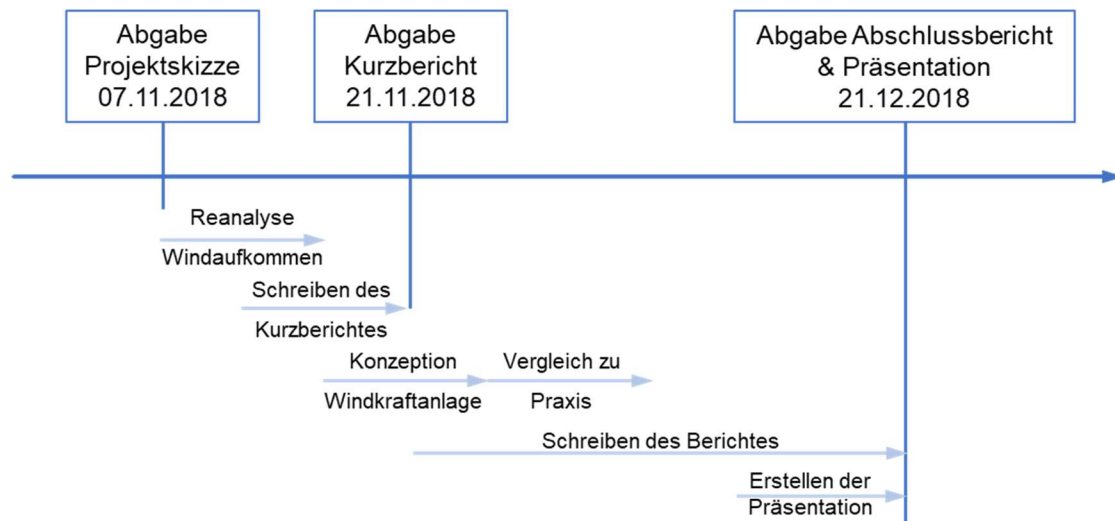 Abgabe
Projektskizze
07.11.2018
Abgabe
Kurzbericht
21.11.2018
Abgabe Abschlussbericht
& Präsentation
21.12.2018
Reanalyse
Windaufkommen
Schreiben des
Kurzberichtes
Konzeption
Windkraftanlage
Vergleich zu
Praxis
Schreiben des Berichtes
Erstellen der
Präsentation